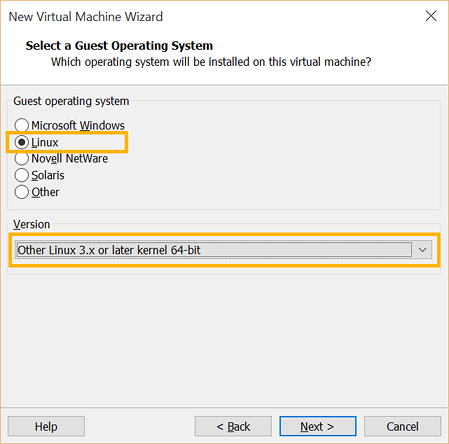 New Virtual Machine Wizard
Select a Guest Operating System
Which operating system will be installed on this virtual machine?
Guest operating system
Microsoft Windows
Linux
Novell NetWare
Solaris
Other
Version
Other Linux 3.x or later kernel 64-bit
Help
< Back
Next >
Cancel